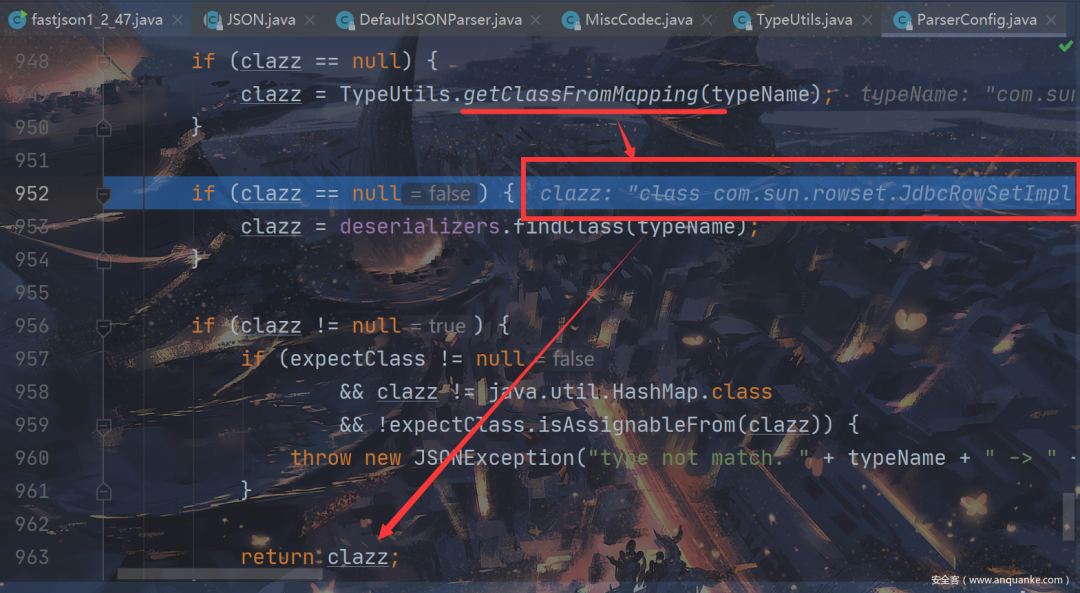 fastjson1_2_47.java JSON.java DefaultJSONParser.java MiscCodec.java TypeUtils.java ParserConfig.java
948 if (clazz == null) {
949 clazz = TypeUtils.getClassFromMapping(typeName); typeName: "com.sun
950 }
951
952 if (clazz == null = false ) { clazz: "class com.sun.rowset.JdbcRowSetImpl
953 clazz = deserializers.findClass(typeName);
954 }
955
956 if (clazz != null = true ) {
957 if (expectClass != null = false
958 && clazz != java.util.HashMap.class
959 && !expectClass.isAssignableFrom(clazz)) {
960 throw new JSONException("type not match. " + typeName + " -> " +
961 }
962
963 return clazz;
安全客（www.anquanke.com）